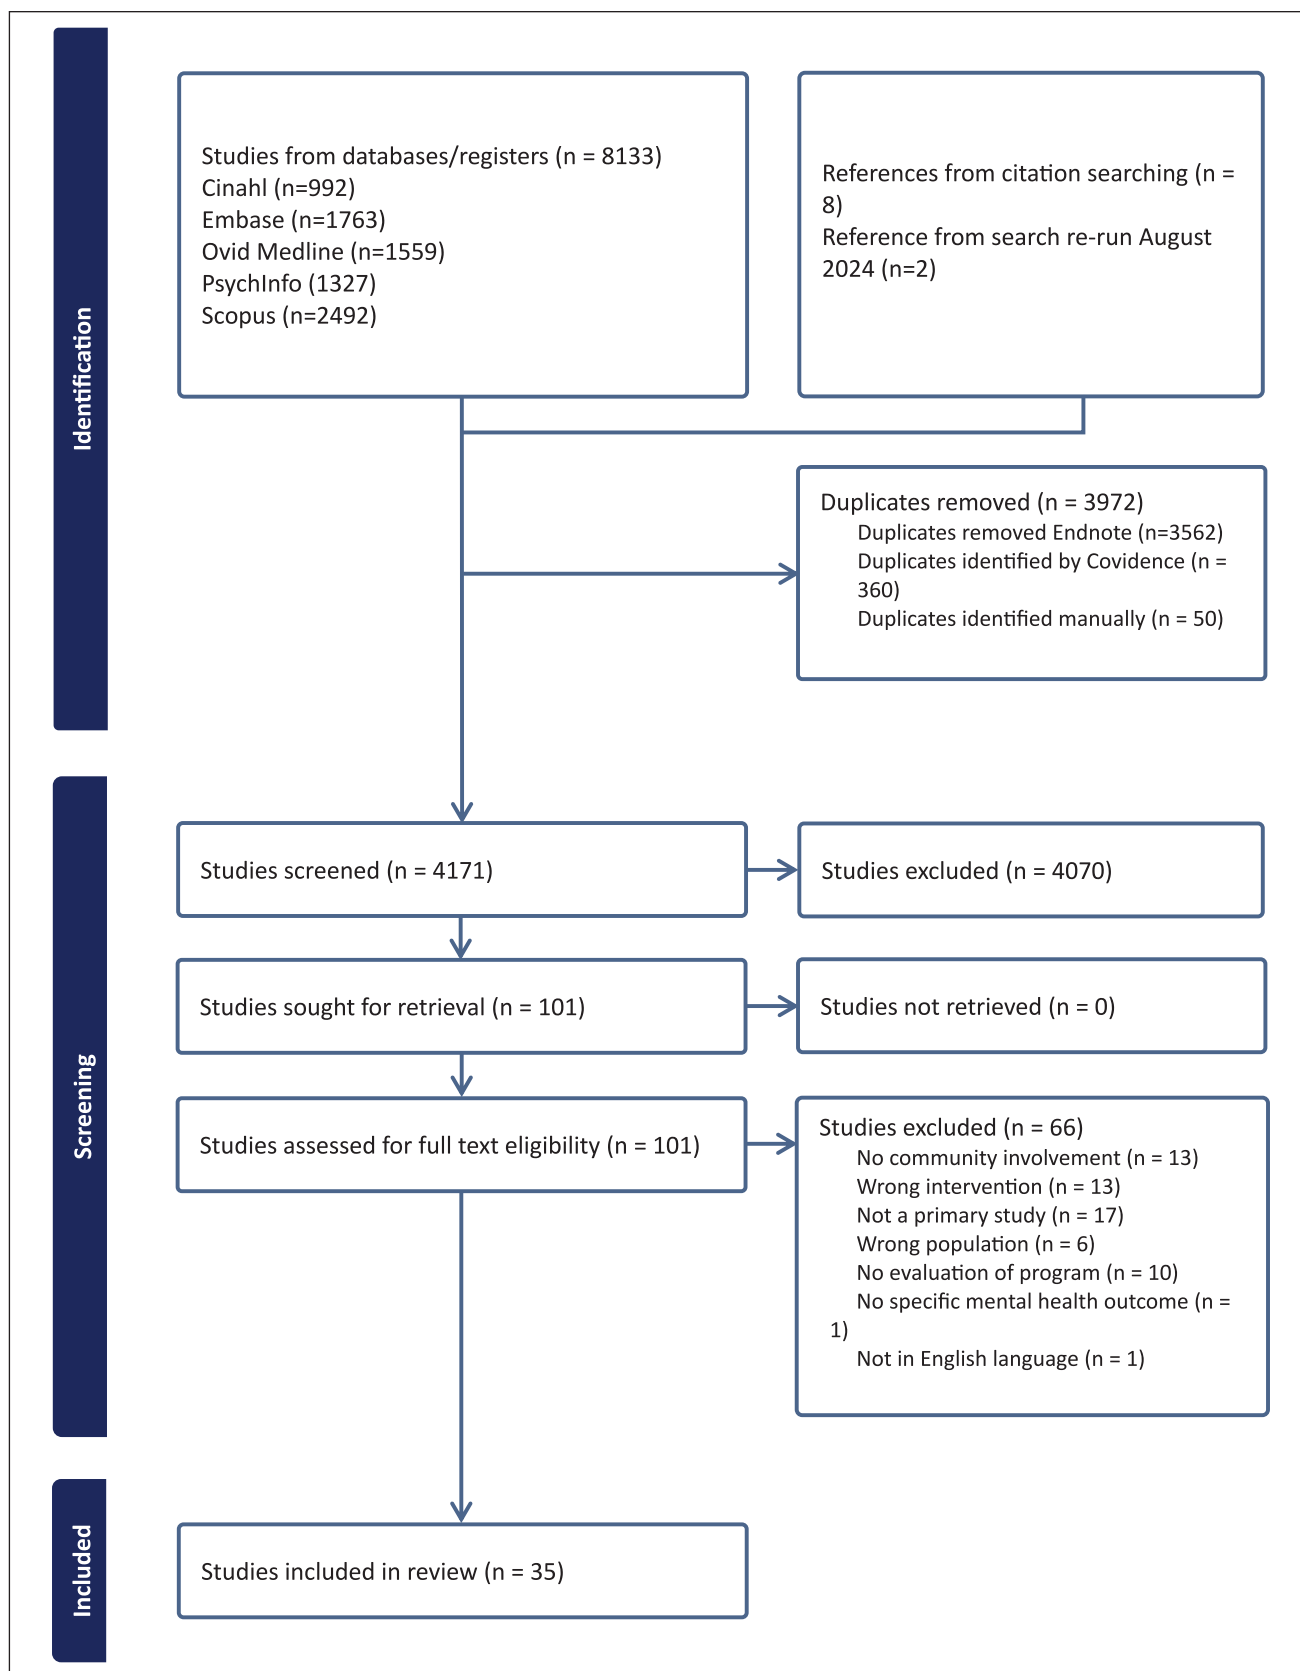 Identification
Studies from databases/registers (n = 8133)
Cinahl (n=992)
Embase (n=1763)
Ovid Medline (n=1559)
PsychInfo (1327)
Scopus (n=2492)
References from citation searching (n =
8)
Reference from search re-run August
2024 (n=2)
Duplicates removed (n = 3972)
Duplicates removed Endnote (n=3562)
Duplicates identified by Covidence (n =
360)
Duplicates identified manually (n = 50)
Screening
Studies screened (n = 4171)
Studies excluded (n = 4070)
Studies sought for retrieval (n = 101)
Studies not retrieved (n = 0)
Studies assessed for full text eligibility (n = 101)
Studies excluded (n = 66)
No community involvement (n = 13)
Wrong intervention (n = 13)
Not a primary study (n = 17)
Wrong population (n = 6)
No evaluation of program (n = 10)
No specific mental health outcome (n =
1)
Not in English language (n = 1)
Included
Studies included in review (n = 35)